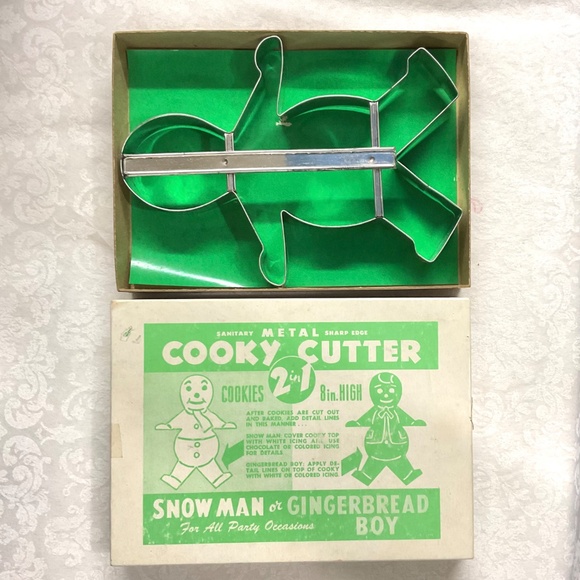 SANITARY METAL SHARP EDGE
COOKY CUTTER
2 in 1
COOKIES 8 in. HIGH
AFTER COOKIES ARE CUT OUT
AND BAKED, ADD DETAIL LINES
IN THIS MANNER...
SNOW MAN: COVER COOKY TOP
WITH WHITE ICING AND USE
CHOCOLATE OR COLORED ICINGS
FOR DETAILS.
GINGERBREAD BOY: APPLY DE-
TAIL LINES ON TOP OF COOKY
WITH WHITE OR COLORED ICING.
SNOW MAN or GINGERBREAD
For All Party Occasions BOY